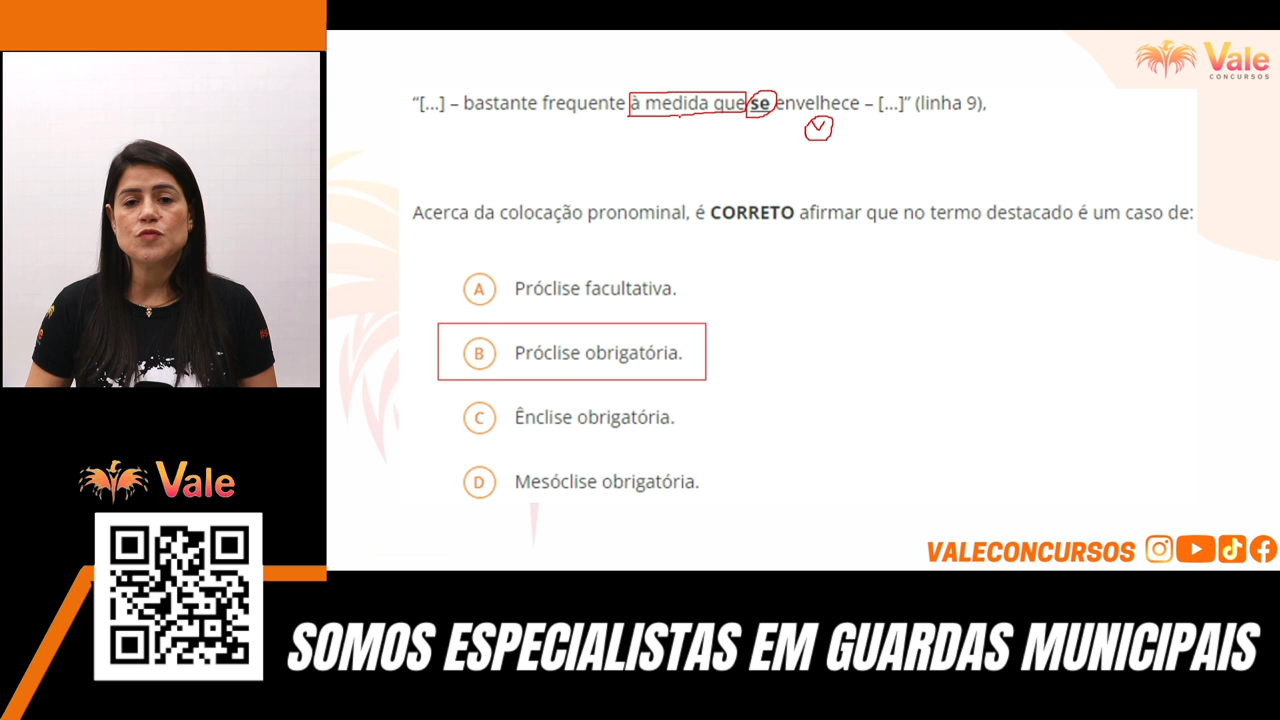 Vale
CONCURSOS
“[...] – bastante frequente à medida que se envelhece – [...]” (linha 9),
V
Acerca da colocação pronominal, é CORRETO afirmar que no termo destacado é um caso de:
A Próclise facultativa.
B Próclise obrigatória.
C Ênclise obrigatória.
D Mesóclise obrigatória.
Vale
VALECONCURSOS
SOMOS ESPECIALISTAS EM GUARDAS MUNICIPAIS